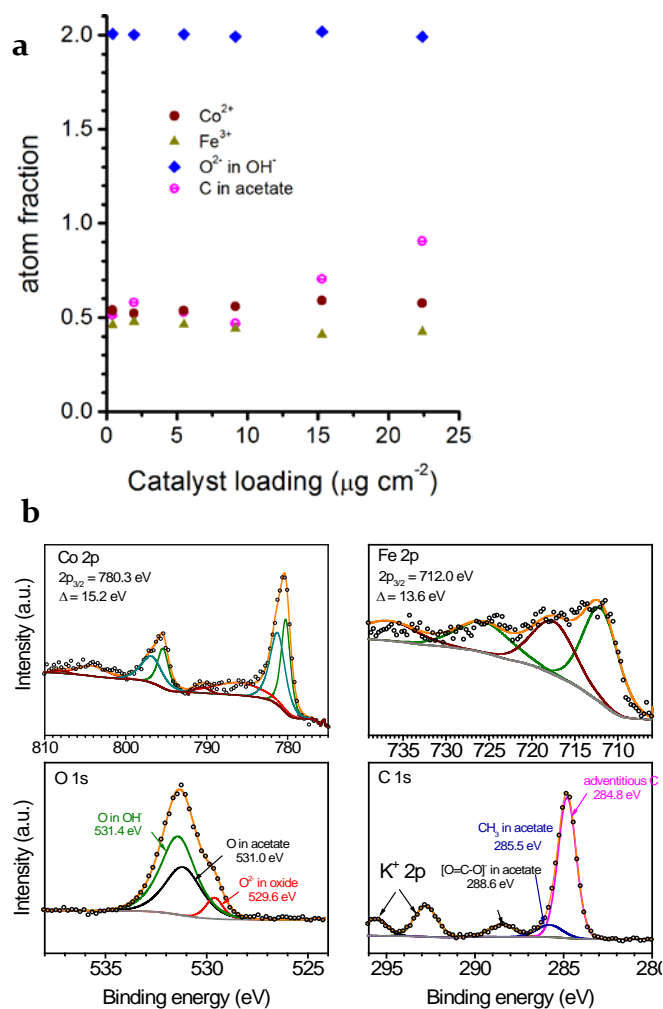 a
2.0
1.5
1.0
0.5
0.0
Co²⁺
Fe³⁺
O²⁻ in OH⁻
C in acetate
atom fraction
0 5 10 15 20 25
Catalyst loading (μg cm⁻²)
b
Co 2p
2p₃/₂ = 780.3 eV
Δ = 15.2 eV
Intensity (a.u.)
810 800 790 780
Fe 2p
2p₃/₂ = 712.0 eV
Δ = 13.6 eV
735 730 725 720 715 710
O 1s
O in OH⁻
531.4 eV
O in acetate
531.0 eV
O²⁻ in oxide
529.6 eV
Intensity (a.u.)
535 530 525
Binding energy (eV)
C 1s
adventitious C
284.8 eV
CH₃ in acetate
285.5 eV
[O=C-O]⁻ in acetate
288.6 eV
K⁺ 2p
295 290 285 280
Binding energy (eV)